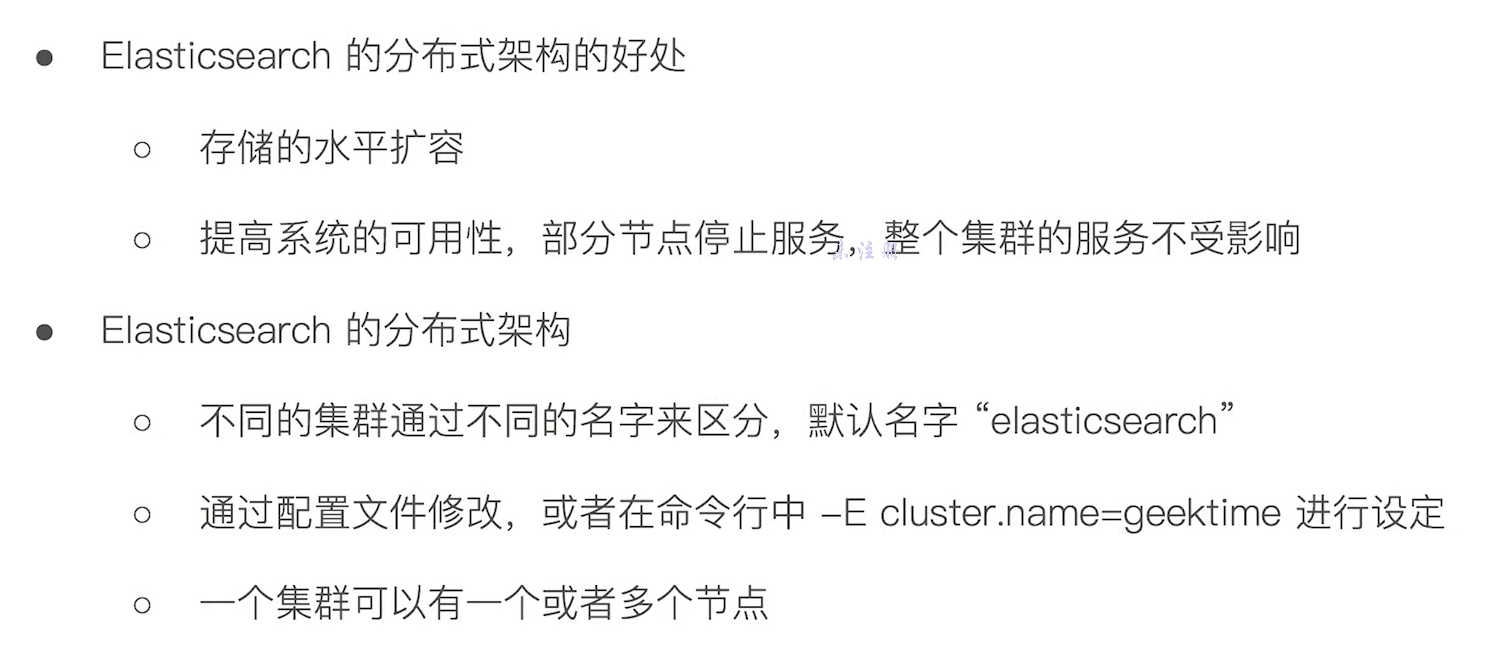 ● Elasticsearch 的分布式架构的好处
○ 存储的水平扩容
○ 提高系统的可用性，部分节点停止服务，整个集群的服务不受影响
● Elasticsearch 的分布式架构
○ 不同的集群通过不同的名字来区分，默认名字 “elasticsearch”
○ 通过配置文件修改，或者在命令行中 -E cluster.name=geektime 进行设定
○ 一个集群可以有一个或者多个节点